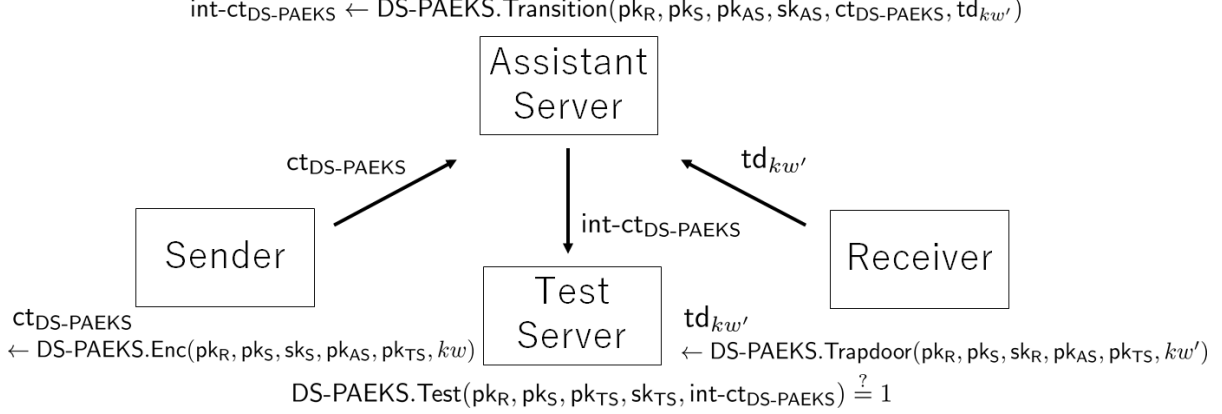 int-ct_DS-PAEKS ← DS-PAEKS.Transition(pk_R, pk_S, pk_AS, sk_AS, ct_DS-PAEKS, td_kw′)
Assistant
Server
ct_DS-PAEKS
td_kw′
int-ct_DS-PAEKS
Sender
Receiver
Test
Server
ct_DS-PAEKS
← DS-PAEKS.Enc(pk_R, pk_S, sk_S, pk_AS, pk_TS, kw)
td_kw′
← DS-PAEKS.Trapdoor(pk_R, pk_S, sk_R, pk_AS, pk_TS, kw′)
DS-PAEKS.Test(pk_R, pk_S, pk_TS, sk_TS, int-ct_DS-PAEKS) ≟ 1